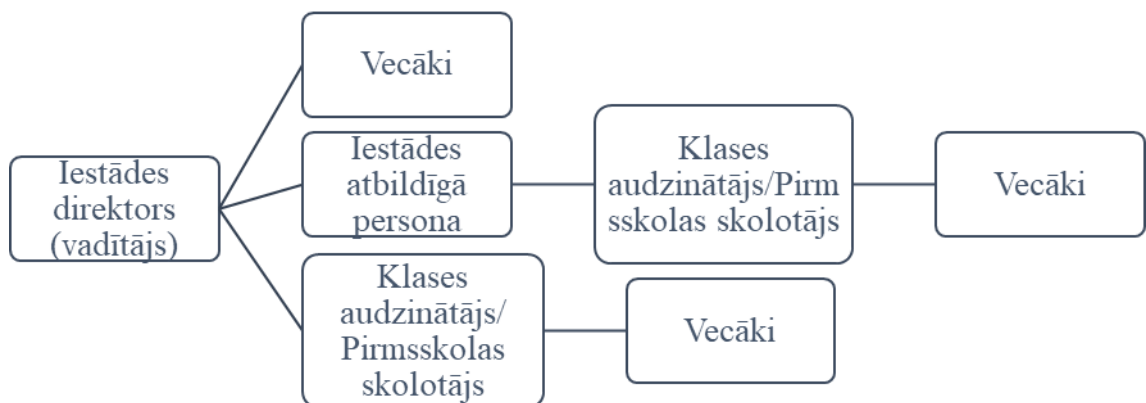 Vecāki
Iestādes
direktors
(vadītājs)
Iestādes
atbildīgā
persona
Klases
audzinātājs/Pirm
sskolas skolotājs
Vecāki
Klases
audzinātājs/
Pirmsskolas
skolotājs
Vecāki